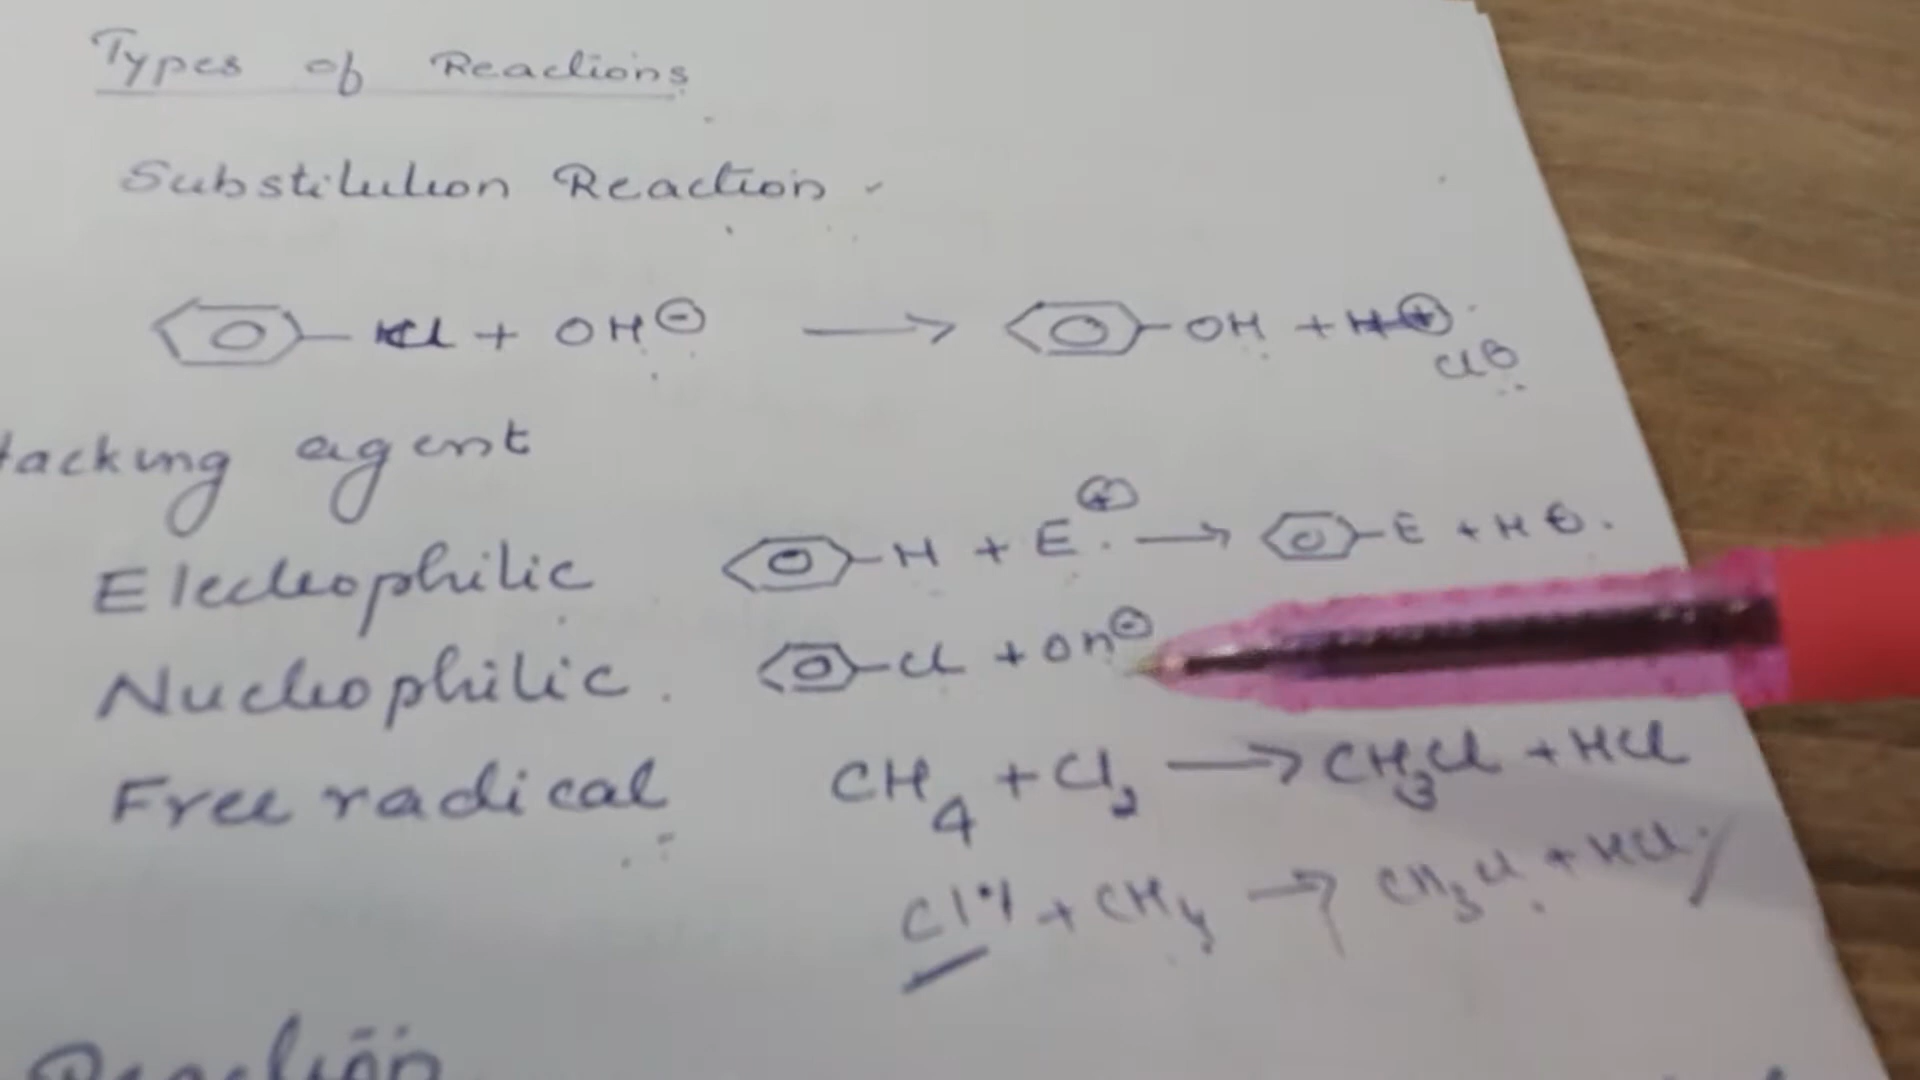 Types of Reactions
Substitution Reaction
Cl + OH⊖ → OH + H⊕
Cl⊖
tacking agent
Electrophilic H + E⊕ → E + H⊕
Nucleophilic. Cl + OH⊖
Free radical CH4 + Cl2 → CH3Cl + HCl
Cl• + CH4 → CH3Cl + HCl
Reaction